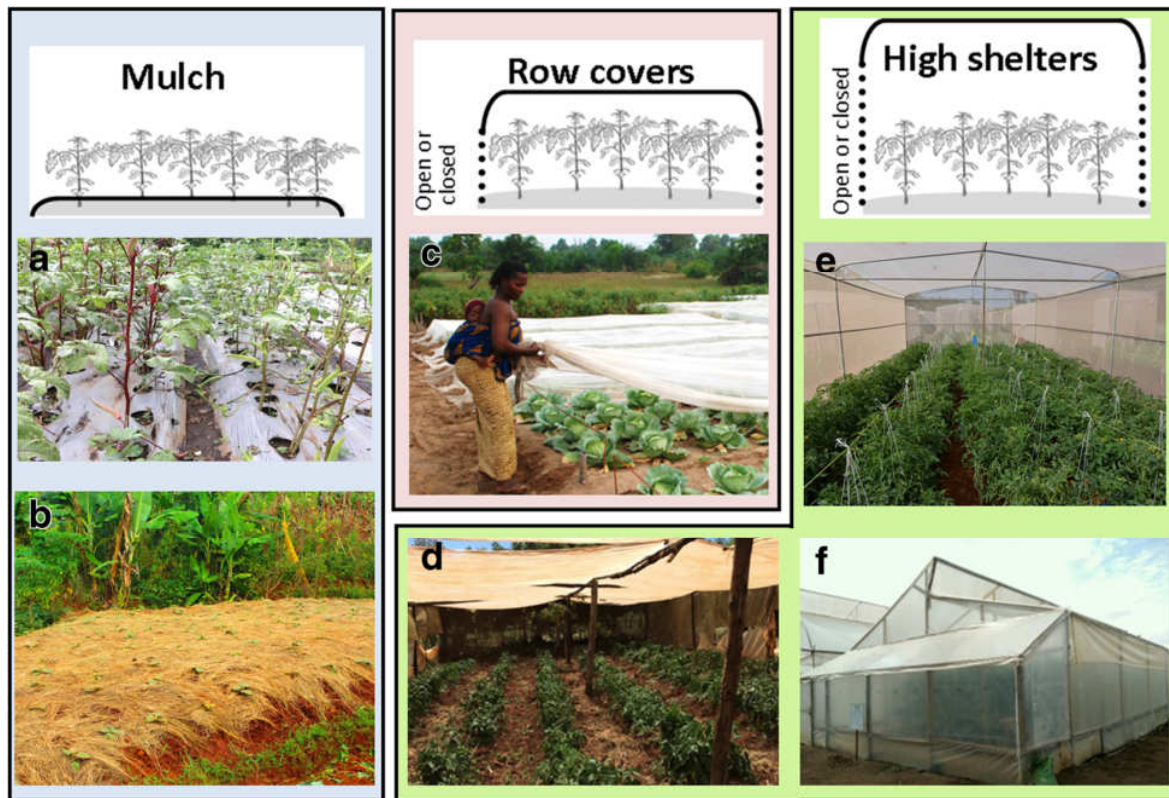 Mulch
a
b
Row covers
Open or
closed
c
High shelters
Open or closed
e
d
f